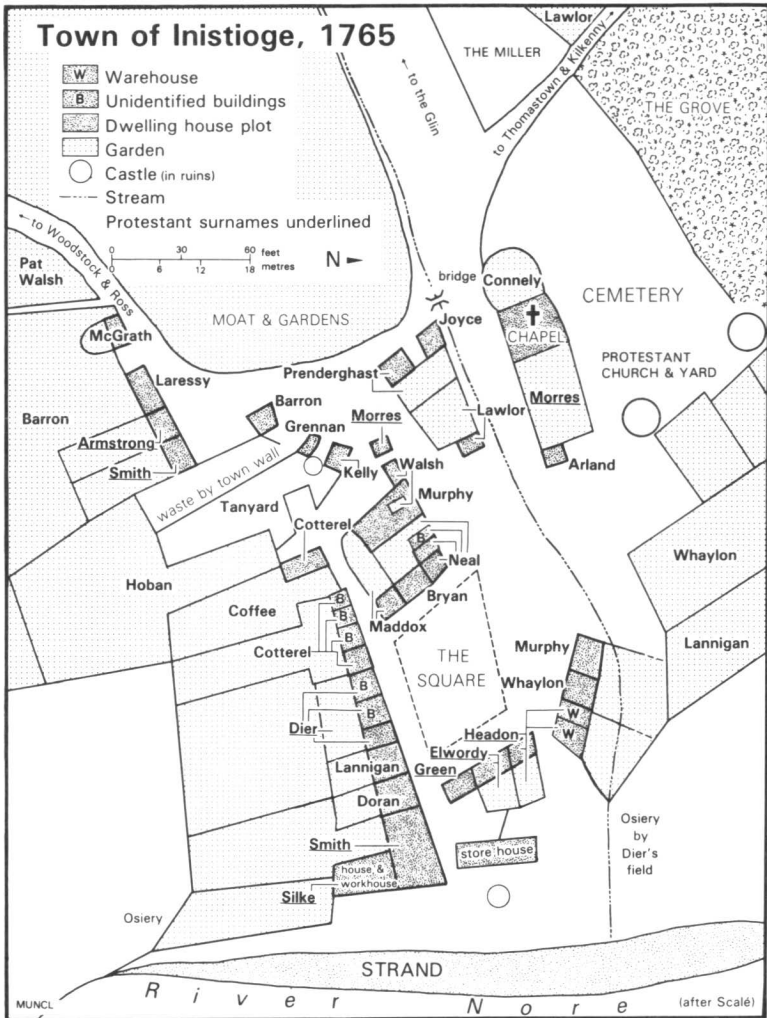 Town of Inistioge, 1765
W Warehouse
B Unidentified buildings
Dwelling house plot
Garden
Castle (in ruins)
Stream
Protestant surnames underlined
0 30 60 feet
0 6 12 18 metres
N
Lawlor
THE MILLER
← to the Glin
to Thomastown & Kilkenny →
THE GROVE
← to Woodstock & Ross
Pat
Walsh
McGrath
MOAT & GARDENS
bridge
Connely
Joyce
CHAPEL
CEMETERY
PROTESTANT
CHURCH & YARD
Prenderghast
Laressy
Barron
Barron
Morres
Lawlor
Morres
Grennan
Armstrong
Smith
Kelly
Walsh
Arland
waste by town wall
Tanyard
Murphy
Cotterel
B
Neal
Whaylon
Hoban
Bryan
Coffee
B
Maddox
B
Cotterel
B
THE
SQUARE
Murphy
Lannigan
Whaylon
B
B
W
W
Dier
Headon
Elwordy
Green
Lannigan
Doran
Smith
store house
Osiery
by
Dier's
field
house &
workhouse
Silke
Osiery
STRAND
River Nore
MUNCL
(after Scalé)